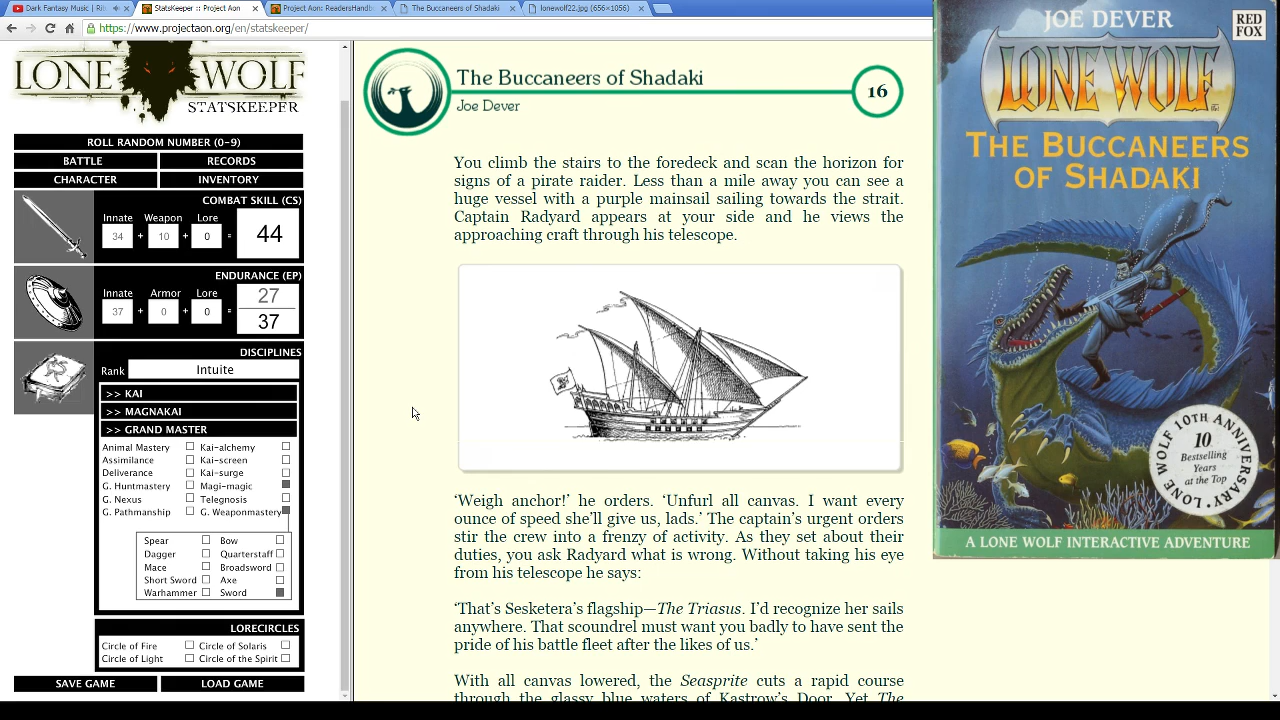 Dark Fantasy Music | Ri
StatsKeeper :: Project Aon
Project Aon: ReadersHandb
The Buccaneers of Shadaki
lonewolf22.jpg (656×1056)
https://www.projectaon.org/en/statskeeper/
LONE WOLF
STATSKEEPER
ROLL RANDOM NUMBER (0-9)
BATTLE RECORDS
CHARACTER INVENTORY
COMBAT SKILL (CS)
Innate Weapon Lore
34 + 10 + 0 = 44
ENDURANCE (EP)
Innate Armor Lore 27
37 + 0 + 0 = 37
DISCIPLINES
Rank Intuite
>> KAI
>> MAGNAKAI
>> GRAND MASTER
Animal Mastery Kai-alchemy
Assimilance Kai-screen
Deliverance Kai-surge
G. Huntmastery Magi-magic
G. Nexus Telegnosis
G. Pathmanship G. Weaponmastery
Spear Bow
Dagger Quarterstaff
Mace Broadsword
Short Sword Axe
Warhammer Sword
LORECIRCLES
Circle of Fire Circle of Solaris
Circle of Light Circle of the Spirit
SAVE GAME LOAD GAME
The Buccaneers of Shadaki
Joe Dever
16
You climb the stairs to the foredeck and scan the horizon for
signs of a pirate raider. Less than a mile away you can see a
huge vessel with a purple mainsail sailing towards the strait.
Captain Radyard appears at your side and he views the
approaching craft through his telescope.
‘Weigh anchor!’ he orders. ‘Unfurl all canvas. I want every
ounce of speed she’ll give us, lads.’ The captain’s urgent orders
stir the crew into a frenzy of activity. As they set about their
duties, you ask Radyard what is wrong. Without taking his eye
from his telescope he says:
‘That’s Sesketera’s flagship—The Triasus. I’d recognize her sails
anywhere. That scoundrel must want you badly to have sent the
pride of his battle fleet after the likes of us.’
With all canvas lowered, the Seasprite cuts a rapid course
through the glassy blue waters of Kastrow’s Door. Yet The
JOE DEVER
RED
FOX
LONE WOLF
THE BUCCANEERS
OF SHADAKI
LONE WOLF 10TH ANNIVERSARY
10
Bestselling
Years
at the Top
A LONE WOLF INTERACTIVE ADVENTURE